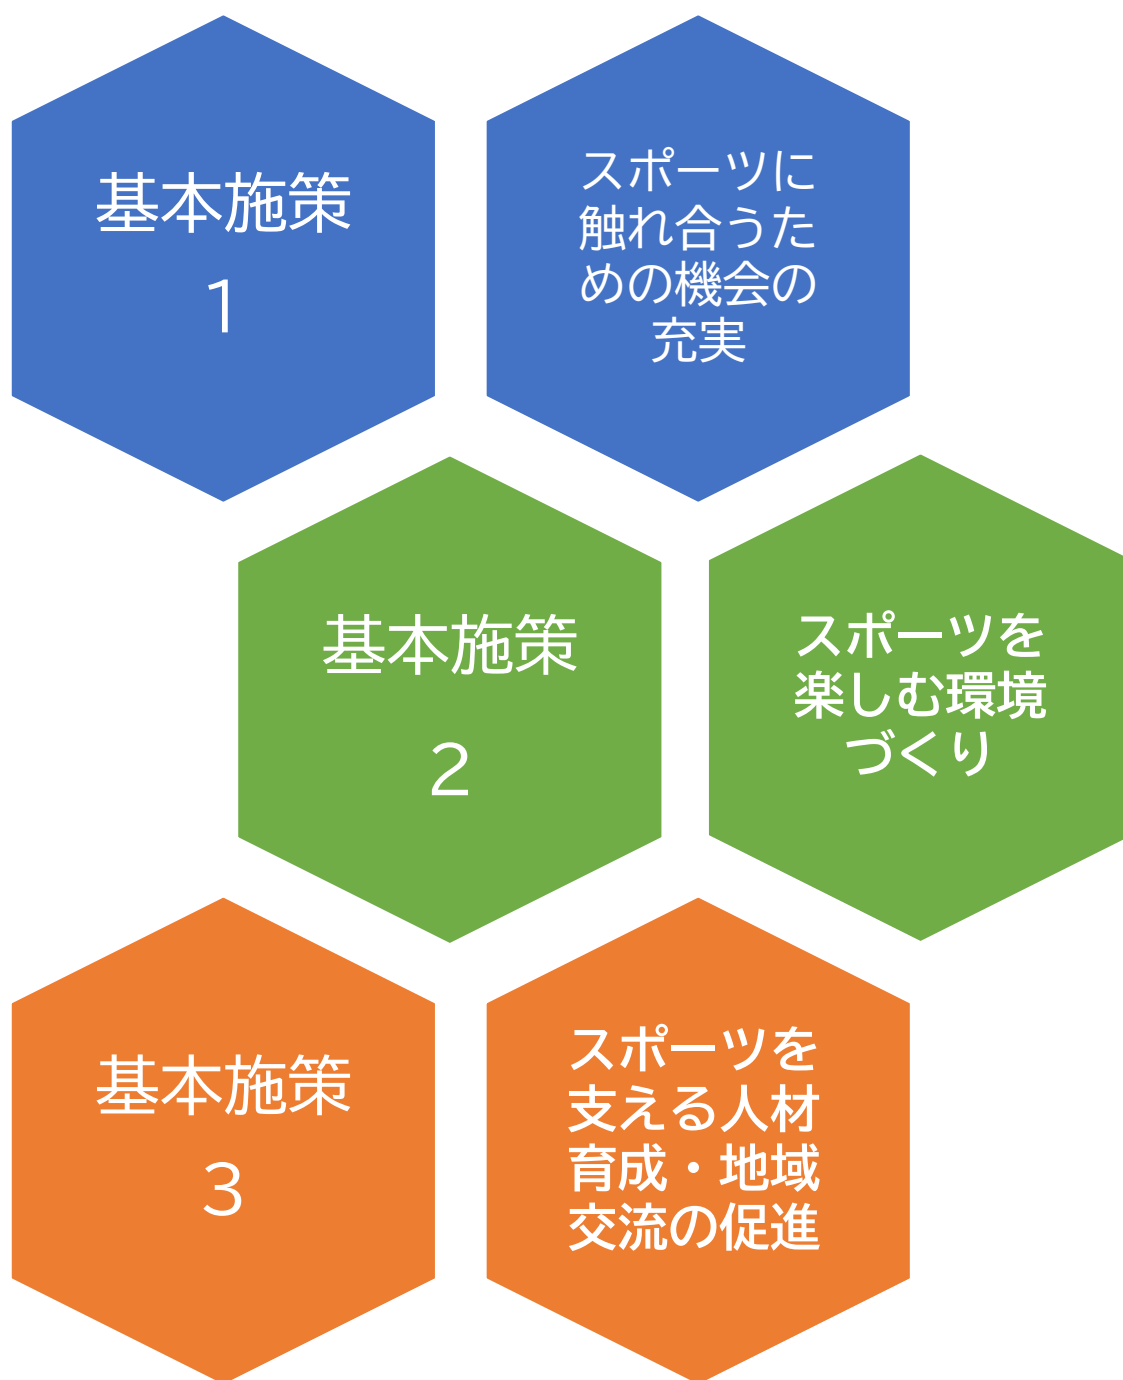 基本施策
1
スポーツに
触れ合うた
めの機会の
充実
基本施策
2
スポーツを
楽しむ環境
づくり
基本施策
3
スポーツを
支える人材
育成・地域
交流の促進